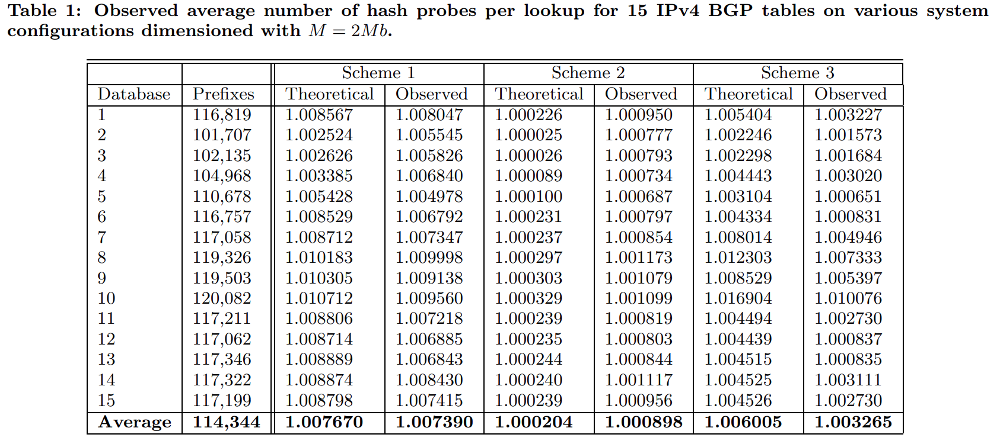 Table 1: Observed average number of hash probes per lookup for 15 IPv4 BGP tables on various system
configurations dimensioned with M = 2Mb.
Scheme 1 Scheme 2 Scheme 3
Database Prefixes Theoretical Observed Theoretical Observed Theoretical Observed
1 116,819 1.008567 1.008047 1.000226 1.000950 1.005404 1.003227
2 101,707 1.002524 1.005545 1.000025 1.000777 1.002246 1.001573
3 102,135 1.002626 1.005826 1.000026 1.000793 1.002298 1.001684
4 104,968 1.003385 1.006840 1.000089 1.000734 1.004443 1.003020
5 110,678 1.005428 1.004978 1.000100 1.000687 1.003104 1.000651
6 116,757 1.008529 1.006792 1.000231 1.000797 1.004334 1.000831
7 117,058 1.008712 1.007347 1.000237 1.000854 1.008014 1.004946
8 119,326 1.010183 1.009998 1.000297 1.001173 1.012303 1.007333
9 119,503 1.010305 1.009138 1.000303 1.001079 1.008529 1.005397
10 120,082 1.010712 1.009560 1.000329 1.001099 1.016904 1.010076
11 117,211 1.008806 1.007218 1.000239 1.000819 1.004494 1.002730
12 117,062 1.008714 1.006885 1.000235 1.000803 1.004439 1.000837
13 117,346 1.008889 1.006843 1.000244 1.000844 1.004515 1.000835
14 117,322 1.008874 1.008430 1.000240 1.001117 1.004525 1.003111
15 117,199 1.008798 1.007415 1.000239 1.000956 1.004526 1.002730
Average 114,344 1.007670 1.007390 1.000204 1.000898 1.006005 1.003265